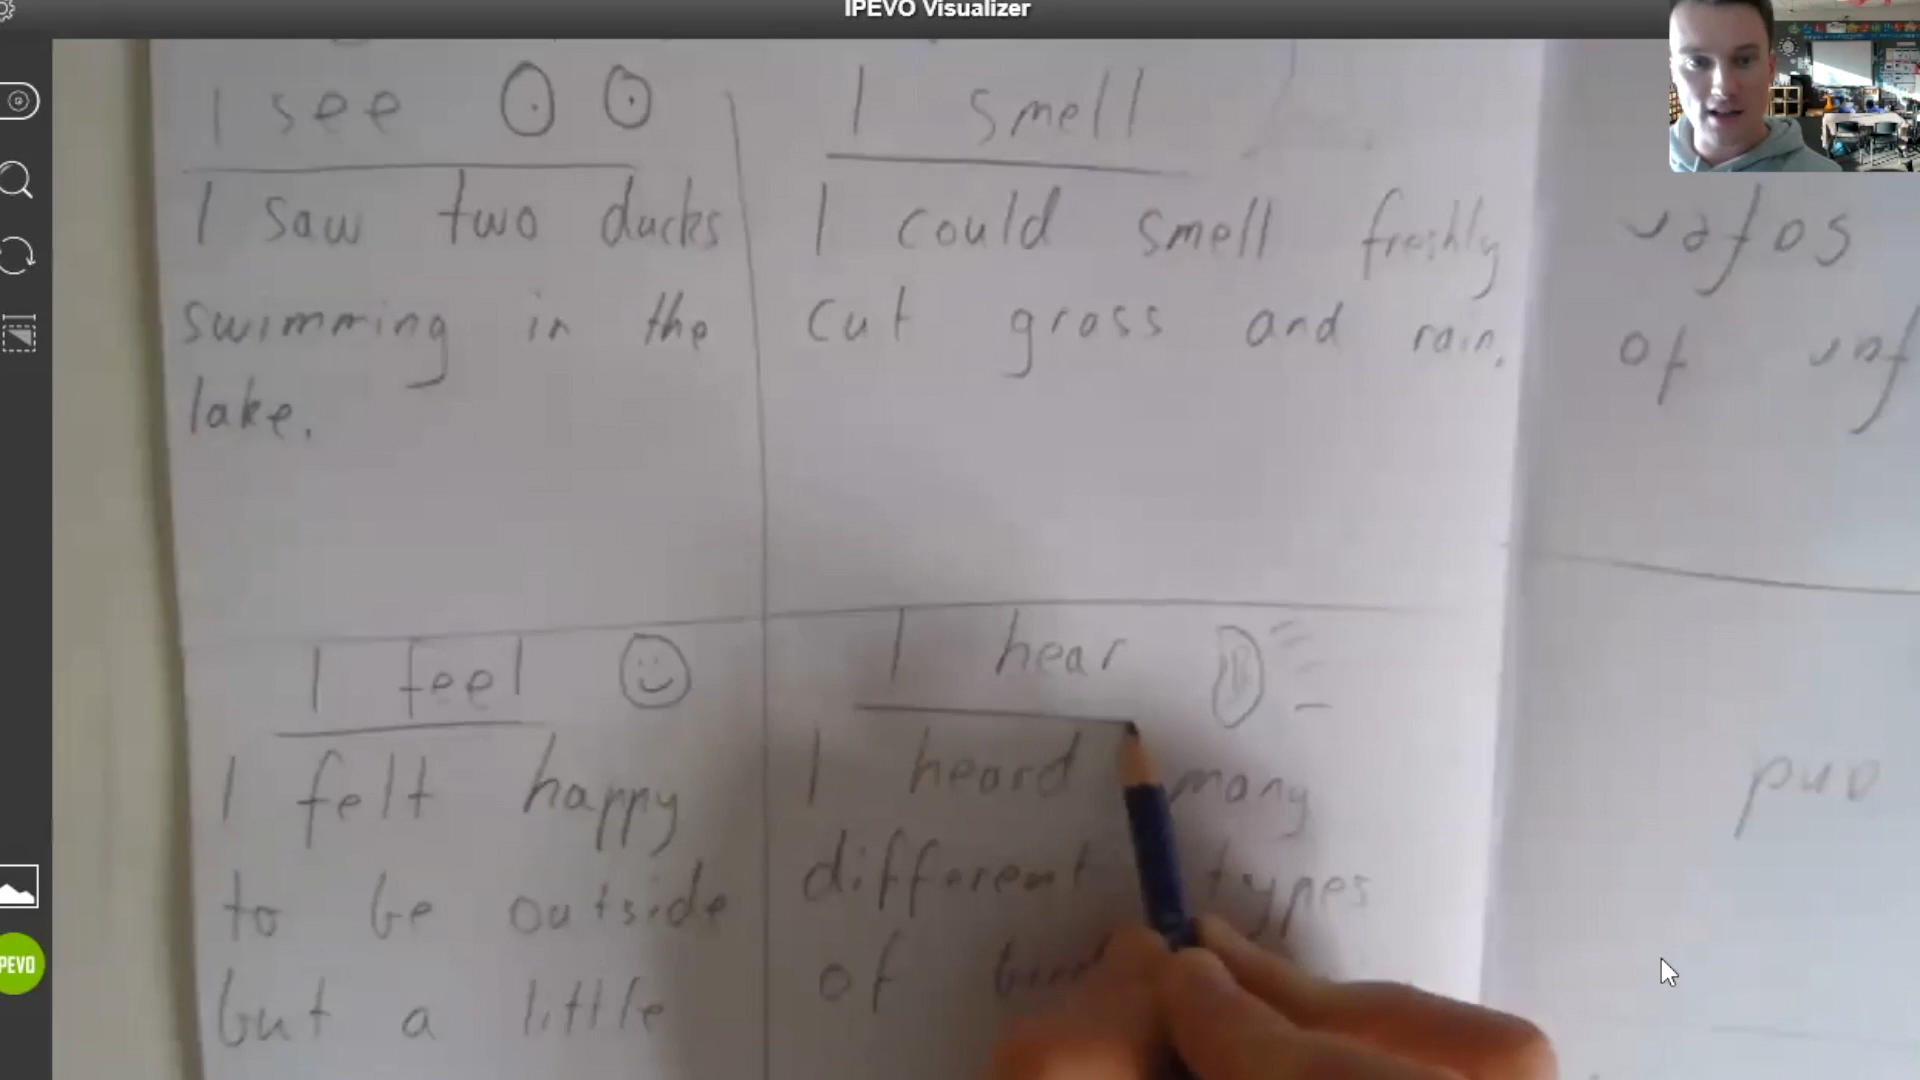 IPEVO Visualizer
I see
I saw two ducks
swimming in the
lake.
I smell
I could smell freshly
cut grass and rain.
I feel
I felt happy
to be outside
but a little
I hear
I heard many
different types
of
PEVO